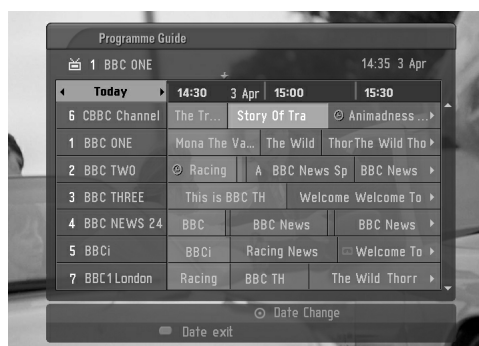 Programme Guide
1 BBC ONE 14:35 3 Apr
Today 14:30 3 Apr 15:00 15:30
6 CBBC Channel The Tr... Story Of Tra Animadness ...
1 BBC ONE Mona The Va... The Wild Thor The Wild Tho
2 BBC TWO Racing A BBC News Sp BBC News
3 BBC THREE This is BBC TH Welcome Welcome To
4 BBC NEWS 24 BBC BBC News BBC News
5 BBCi BBCi Racing News Welcome To
7 BBC1 London Racing BBC TH The Wild Thorr
Date Change
Date exit